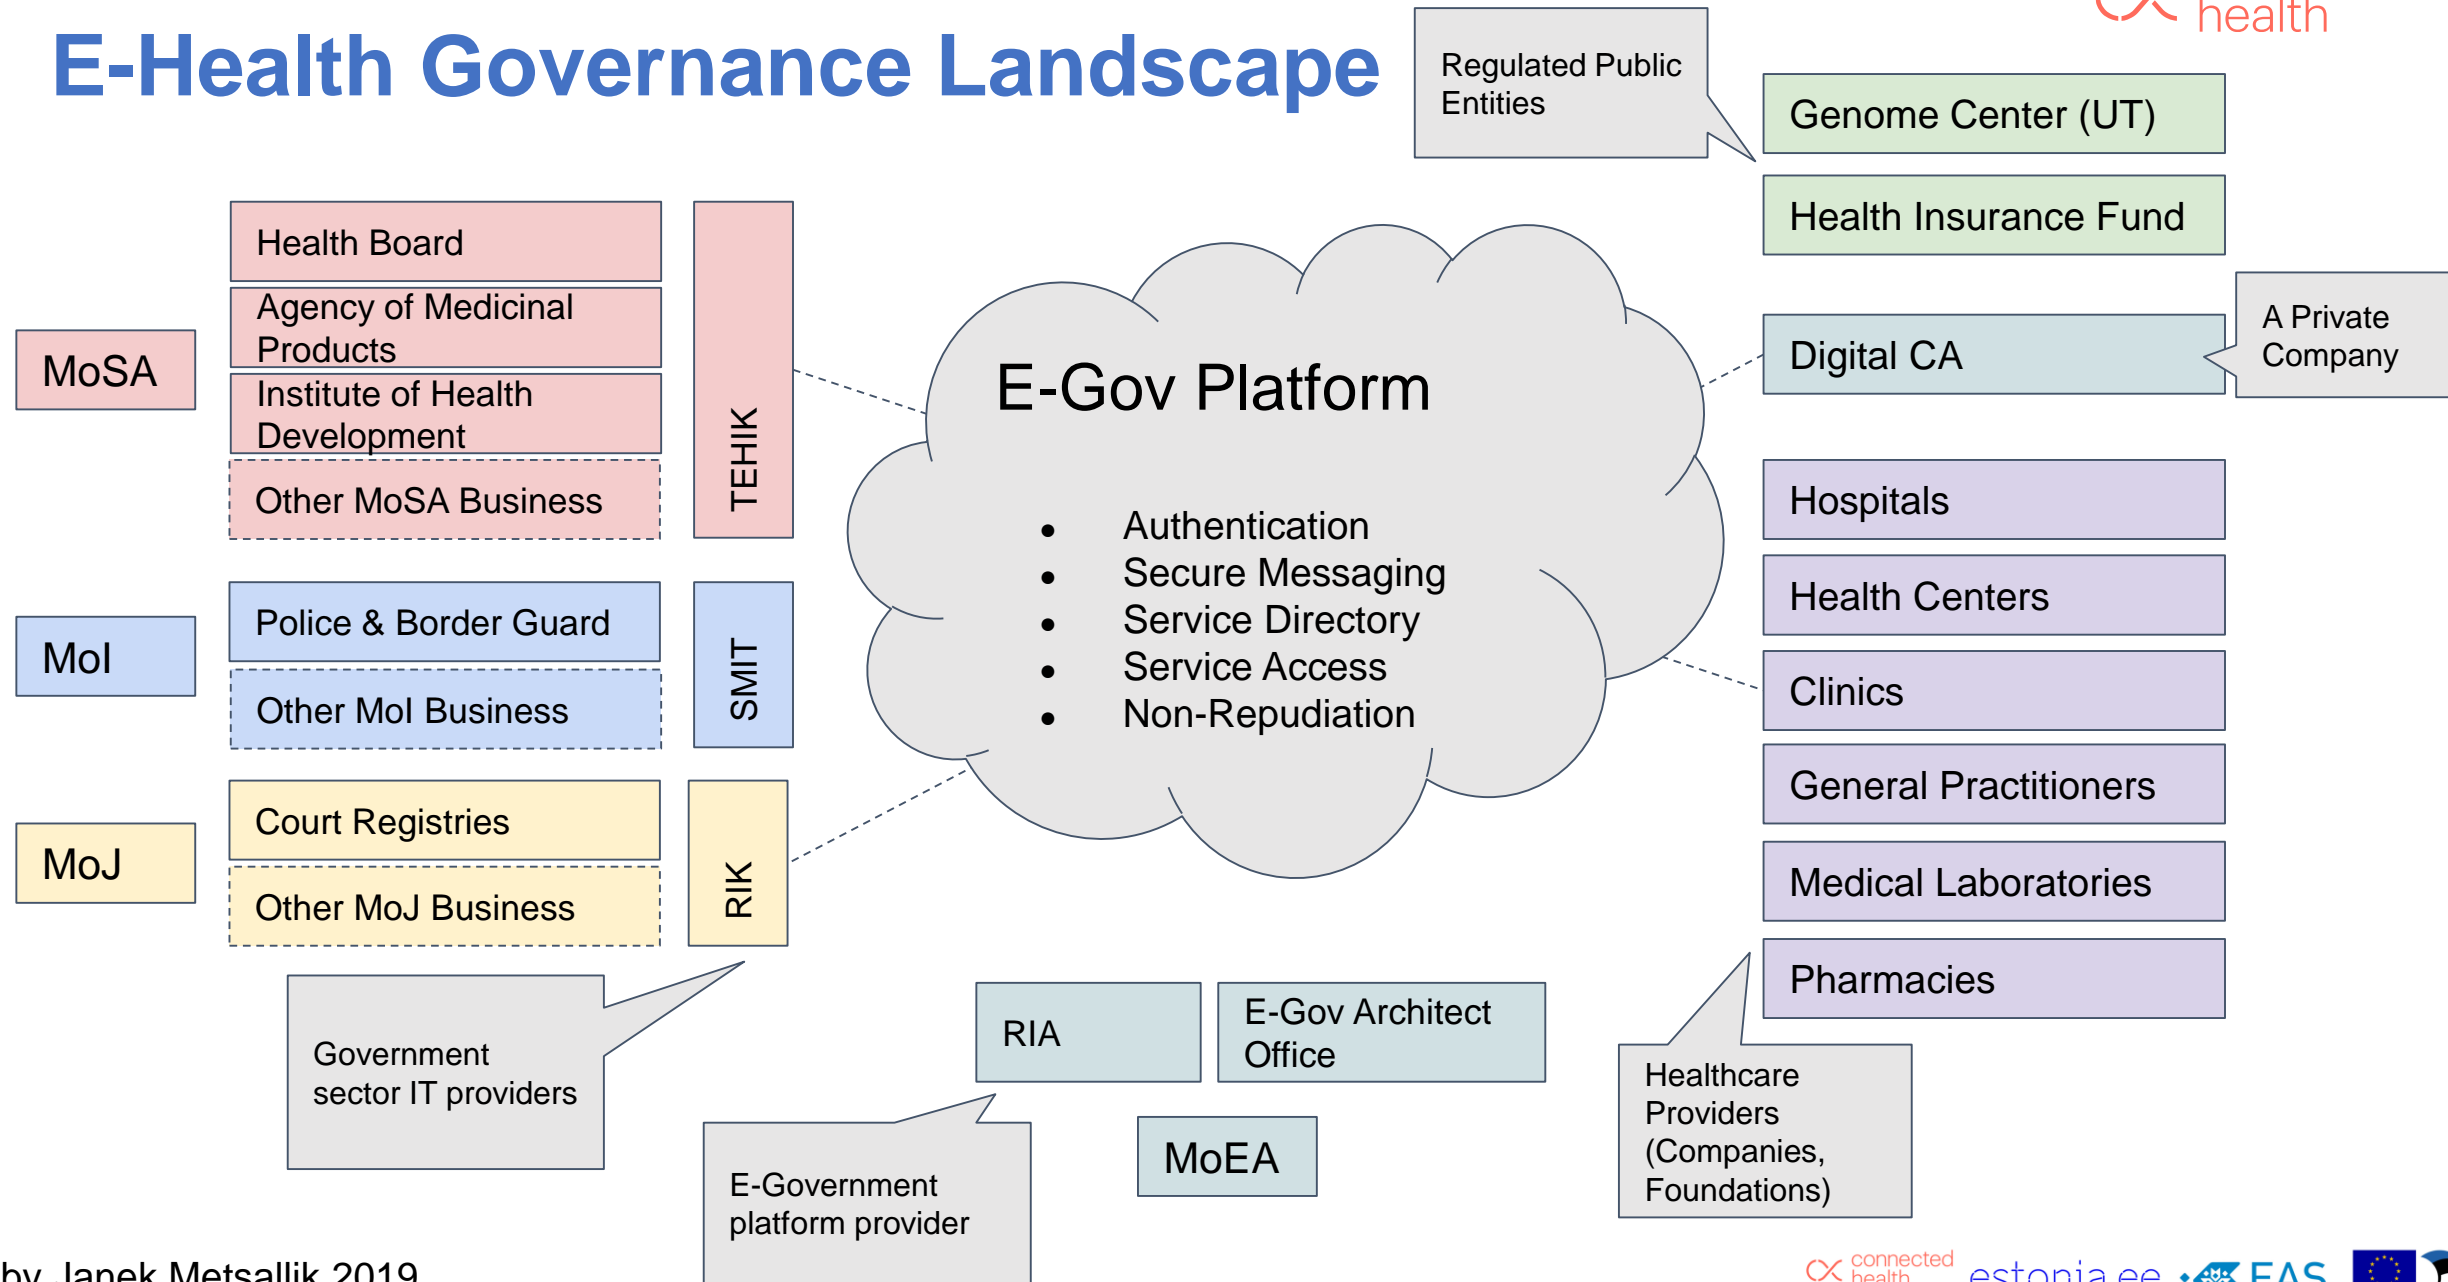 E-Health Governance Landscape
health
Regulated Public
Entities
Genome Center (UT)
Health Insurance Fund
Digital CA
A Private
Company
MoSA
Health Board
Agency of Medicinal
Products
Institute of Health
Development
Other MoSA Business
TEHIK
MoI
Police & Border Guard
Other MoI Business
SMIT
MoJ
Court Registries
Other MoJ Business
RIK
Government
sector IT providers
E-Gov Platform
● Authentication
● Secure Messaging
● Service Directory
● Service Access
● Non-Repudiation
Hospitals
Health Centers
Clinics
General Practitioners
Medical Laboratories
Pharmacies
Healthcare
Providers
(Companies,
Foundations)
RIA
E-Gov Architect
Office
MoEA
E-Government
platform provider
by Janek Metsallik 2019
connected
health
estonia.ee
EAS